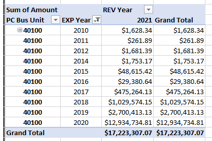 Sum of Amount REV Year
PC Bus Unit EXP Year 2021 Grand Total
40100 2010 $1,628.34 $1,628.34
40100 2011 $261.89 $261.89
40100 2012 $1,681.39 $1,681.39
40100 2014 $1,753.17 $1,753.17
40100 2015 $48,615.42 $48,615.42
40100 2016 $29,380.64 $29,380.64
40100 2017 $475,264.13 $475,264.13
40100 2018 $1,029,574.15 $1,029,574.15
40100 2019 $2,700,413.13 $2,700,413.13
40100 2020 $12,934,734.81 $12,934,734.81
Grand Total $17,223,307.07 $17,223,307.07